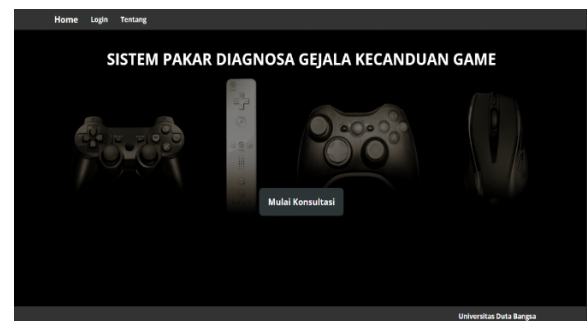 Home Login Tentang
SISTEM PAKAR DIAGNOSA GEJALA KECANDUAN GAME
Mulai Konsultasi
Universitas Duta Bangsa